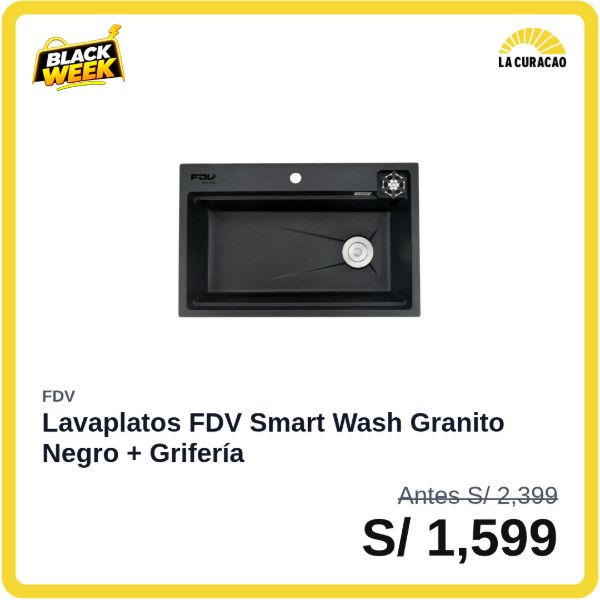 BLACK
WEEK
LA CURACAO
FDV
FDV
Lavaplatos FDV Smart Wash Granito
Negro + Grifería
Antes S/ 2,399
S/ 1,599